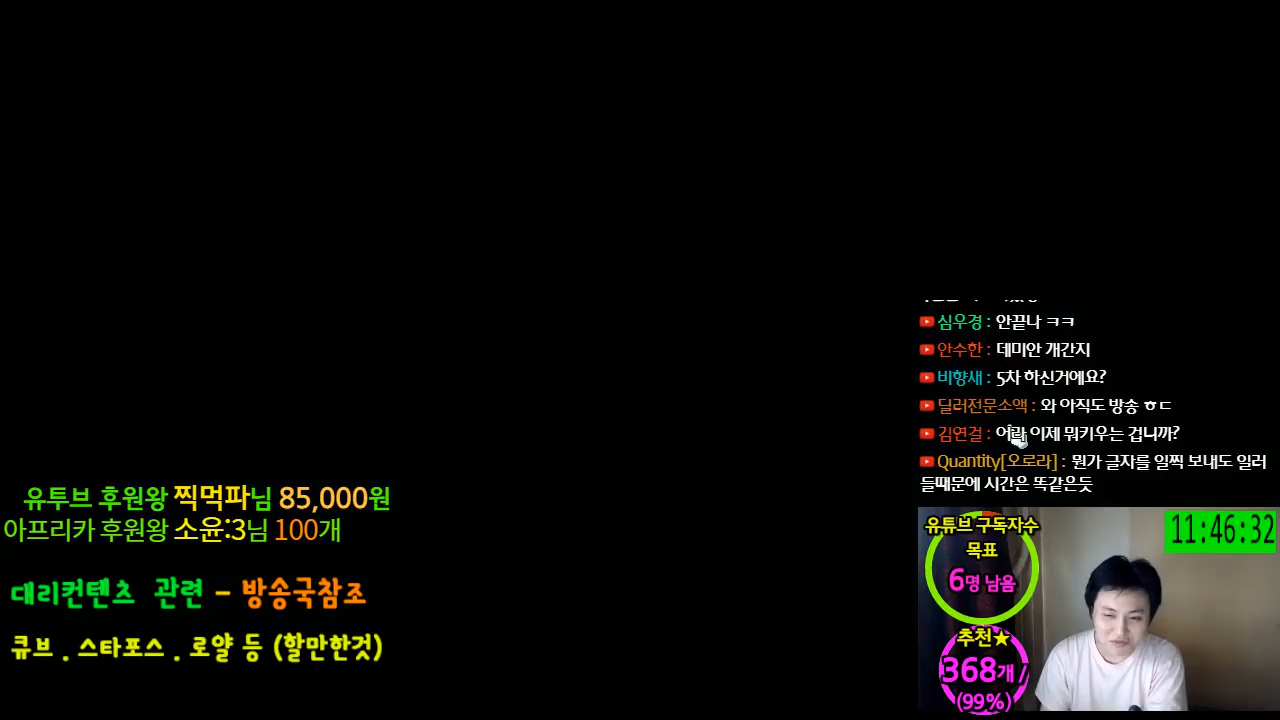 심우경 : 안끝나 ㅋㅋ
안수한 : 데미안 개간지
비향새 : 5차 하신거에요?
딜러전문소액 : 와 아직도 방송 ㅎㄷ
김연걸 : 이제 뭐키우는 겁니까?
Quantity[오로라] : 뭔가 글자를 일찍 보내도 일러
들때문에 시간은 똑같은듯
유튜브 후원왕 찍먹파님 85,000원
아프리카 후원왕 소윤:3님 100개
대리컨텐츠 관련 - 방송국참조
큐브 . 스타포스 . 로얄 등 (할만한것)
유튜브 구독자수
목표
6명 남음
11:46:32
추천★
368개 /
(99%)